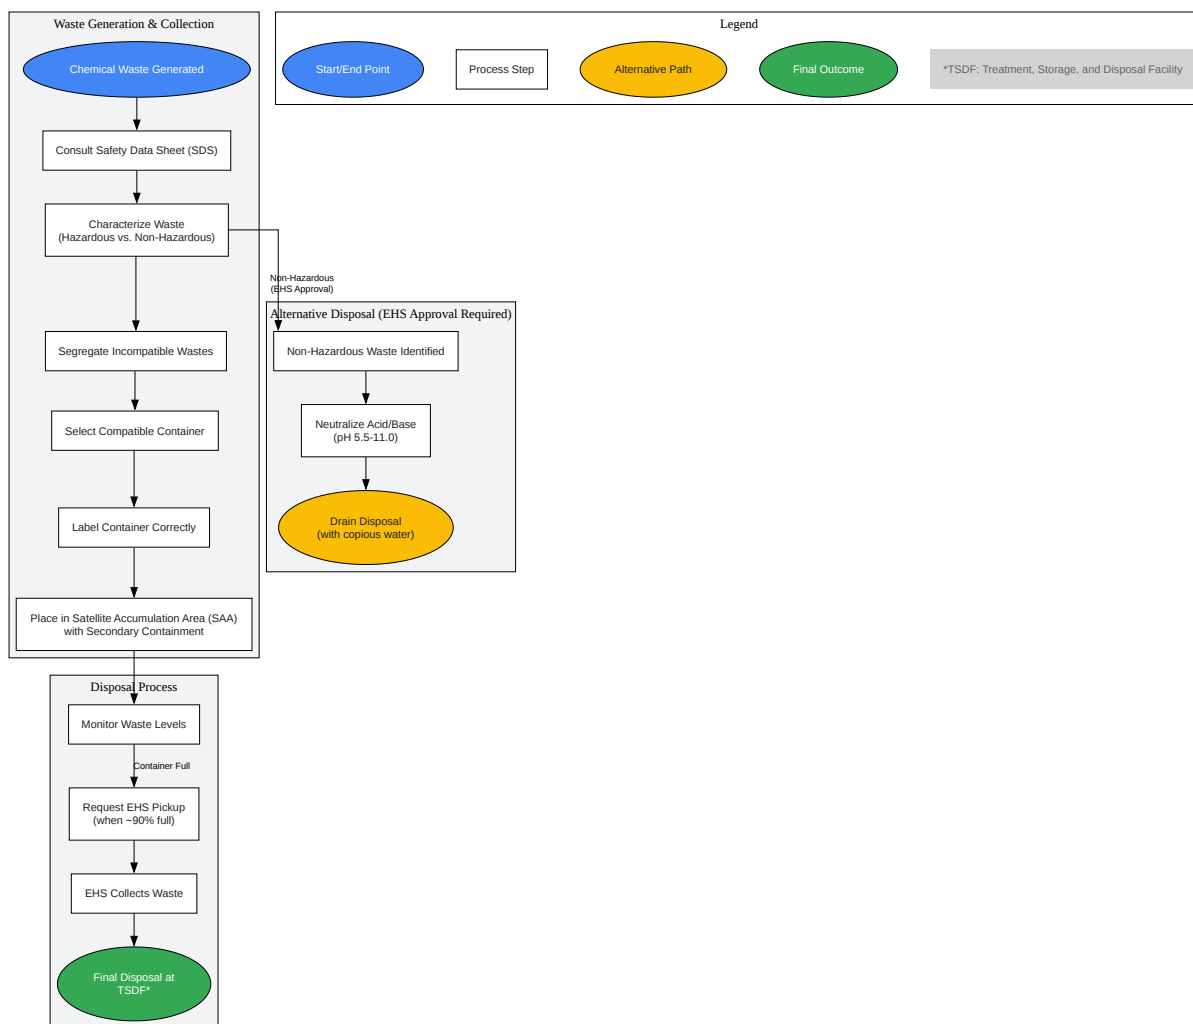 Waste Generation & Collection
Chemical Waste Generated
Consult Safety Data Sheet (SDS)
Characterize Waste
(Hazardous vs. Non-Hazardous)
Segregate Incompatible Wastes
Select Compatible Container
Label Container Correctly
Place in Satellite Accumulation Area (SAA)
with Secondary Containment
Legend
Start/End Point
Process Step
Alternative Path
Final Outcome
*TSDF: Treatment, Storage, and Disposal Facility
Non-Hazardous
(EHS Approval)
Alternative Disposal (EHS Approval Required)
Non-Hazardous Waste Identified
Neutralize Acid/Base
(pH 5.5-11.0)
Drain Disposal
(with copious water)
Disposal Process
Monitor Waste Levels
Container Full
Request EHS Pickup
(when ~90% full)
EHS Collects Waste
Final Disposal at
TSDF*